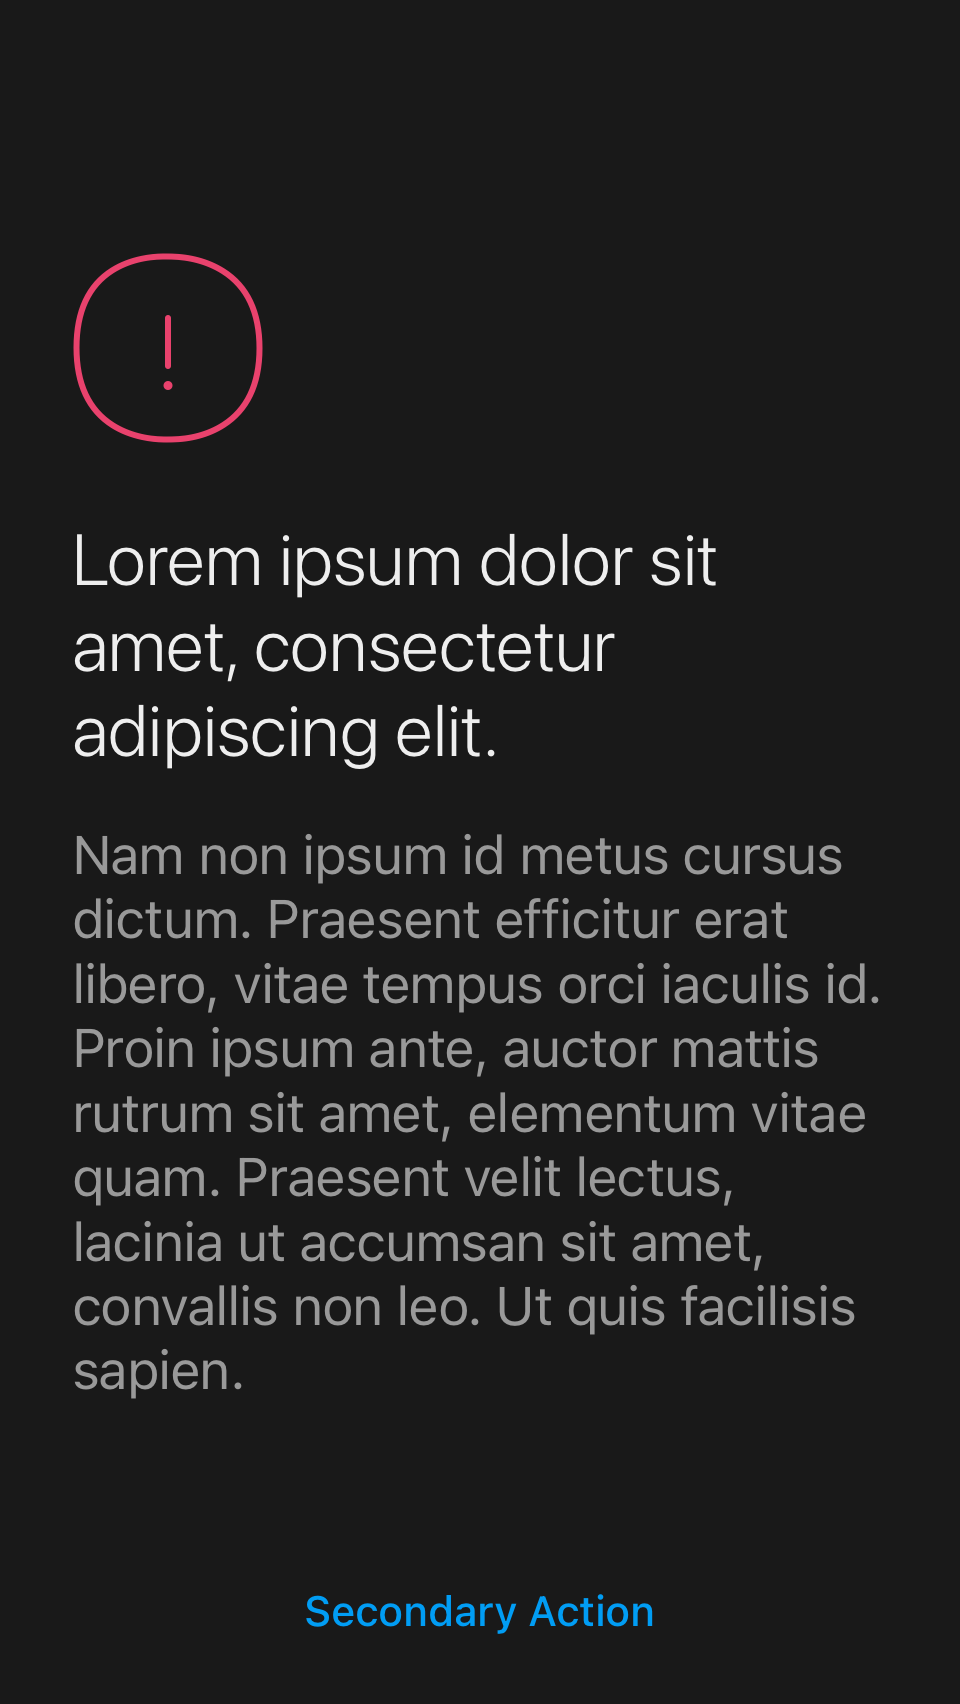 !
Lorem ipsum dolor sit
amet, consectetur
adipiscing elit.
Nam non ipsum id metus cursus
dictum. Praesent efficitur erat
libero, vitae tempus orci iaculis id.
Proin ipsum ante, auctor mattis
rutrum sit amet, elementum vitae
quam. Praesent velit lectus,
lacinia ut accumsan sit amet,
convallis non leo. Ut quis facilisis
sapien.
Secondary Action